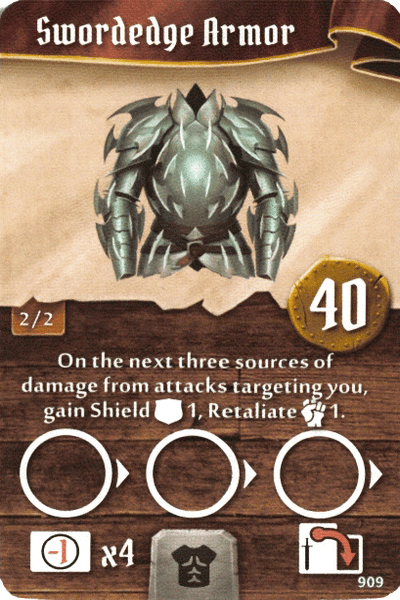 Swordedge Armor
40
2/2
On the next three sources of
damage from attacks targeting you,
gain Shield 1, Retaliate 1.
-1 x4
909